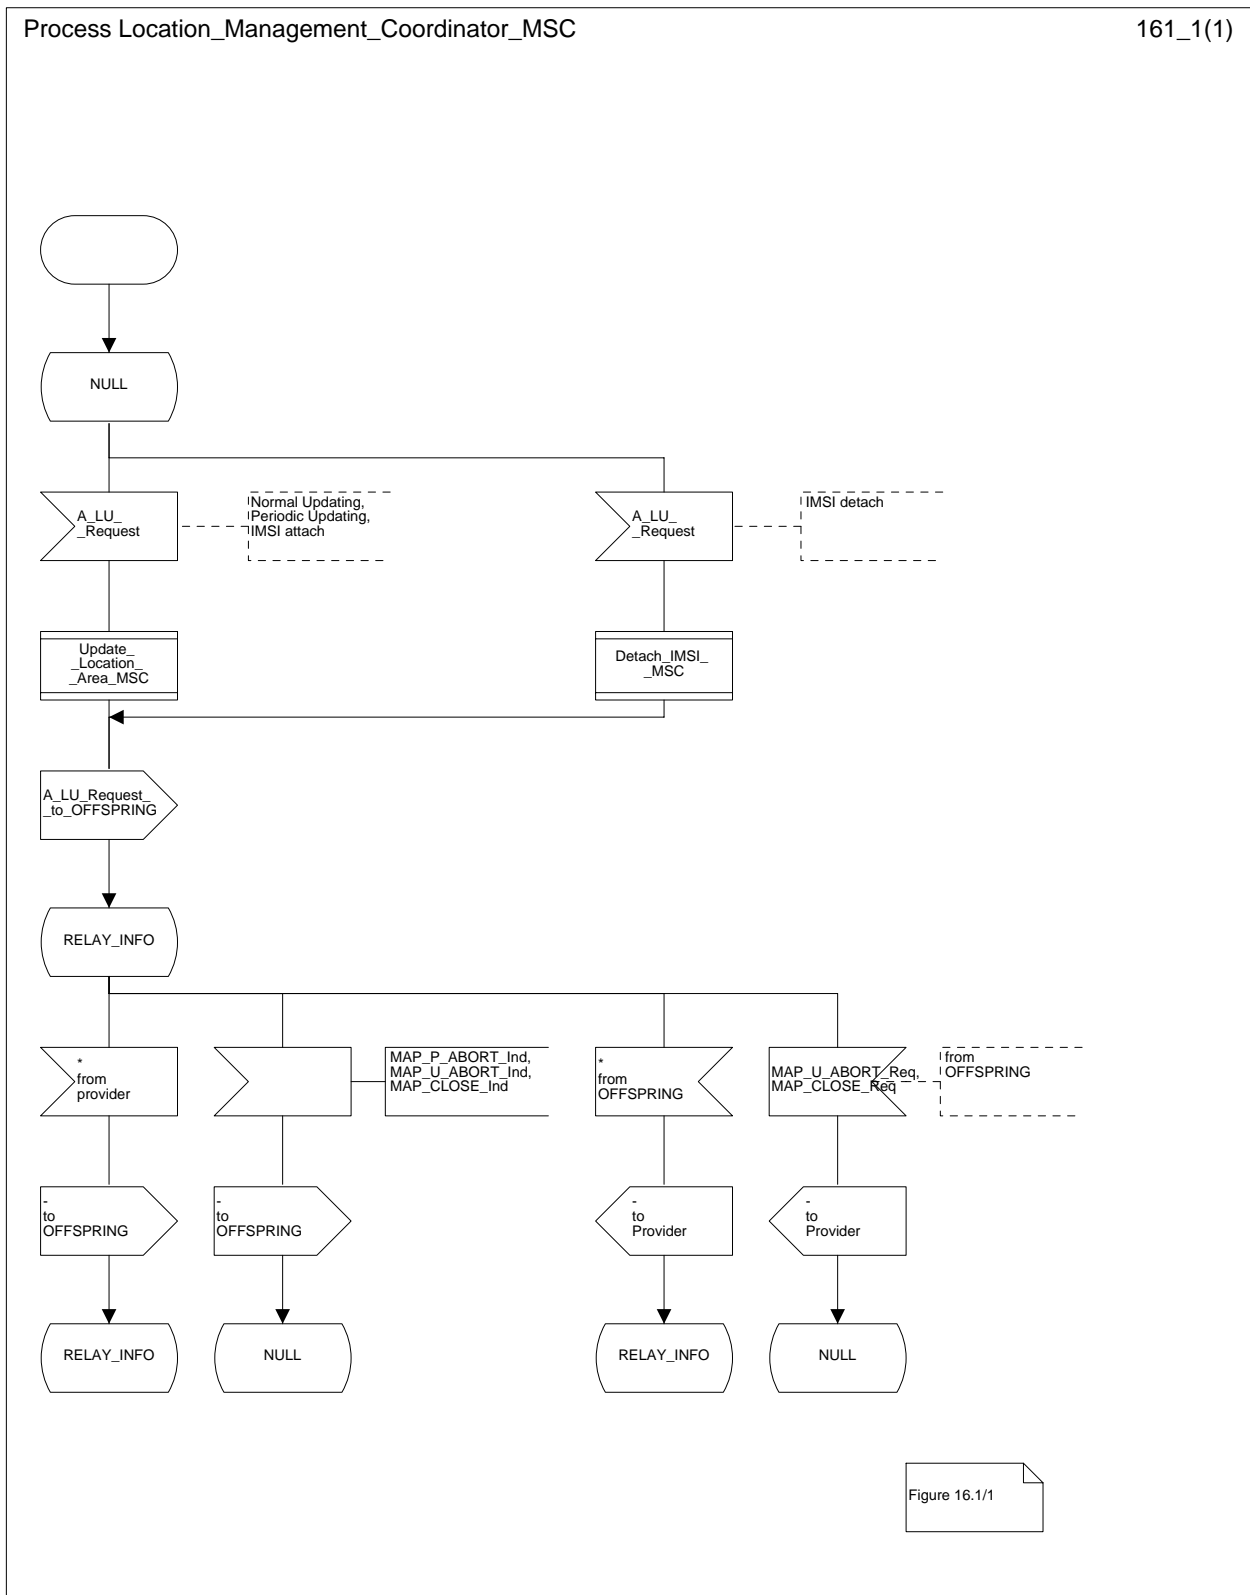 Process Location_Management_Coordinator_MSC
161_1(1)
NULL
A_LU_
_Request
Normal Updating,
Periodic Updating,
IMSI attach
A_LU_
_Request
IMSI detach
Update_
_Location_
_Area_MSC
Detach_IMSI_
_MSC
A_LU_Request_
_to_OFFSPRING
RELAY_INFO
*
from
provider
MAP_P_ABORT_Ind,
MAP_U_ABORT_Ind,
MAP_CLOSE_Ind
*
from
OFFSPRING
MAP_U_ABORT_Req,
MAP_CLOSE_Req
from
OFFSPRING
-
to
OFFSPRING
-
to
OFFSPRING
-
to
Provider
-
to
Provider
RELAY_INFO
NULL
RELAY_INFO
NULL
Figure 16.1/1